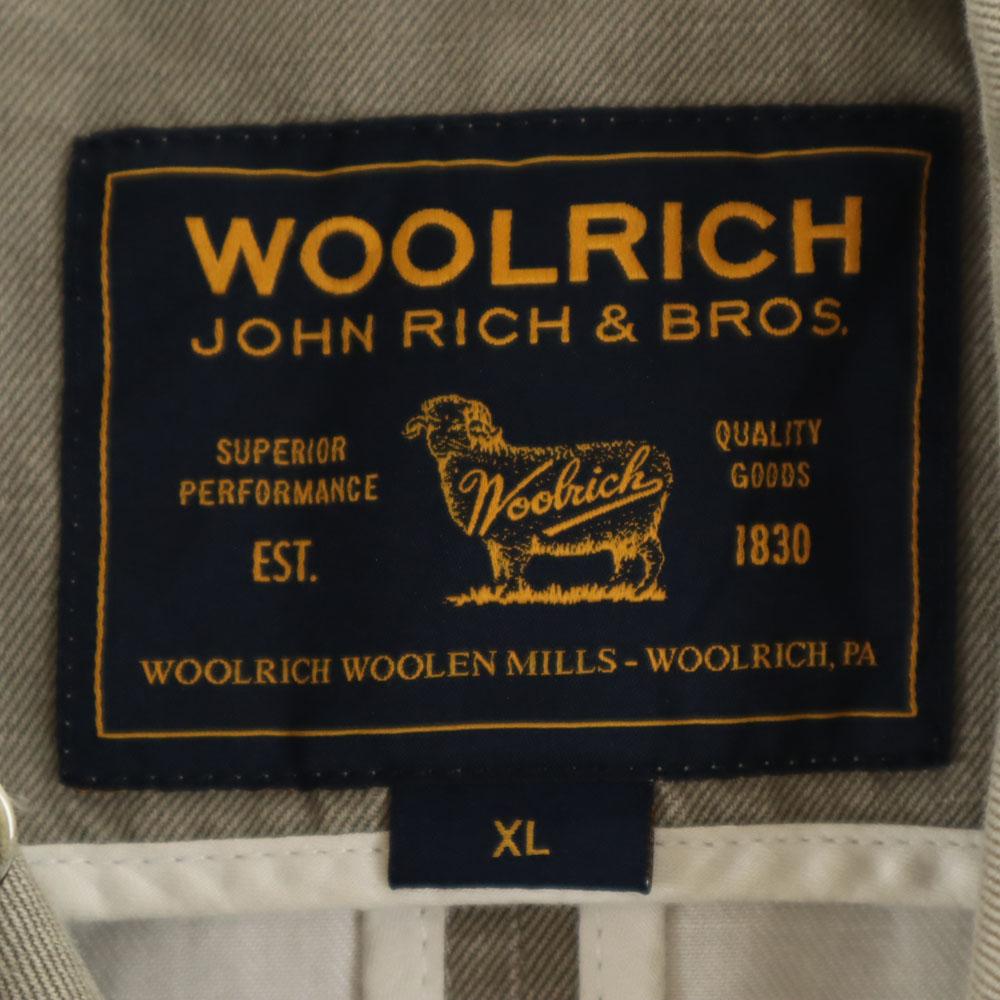 WOOLRICH
JOHN RICH & BROS.
SUPERIOR
PERFORMANCE
EST.
Woolrich
QUALITY
GOODS
1830
WOOLRICH WOOLEN MILLS - WOOLRICH, PA
XL